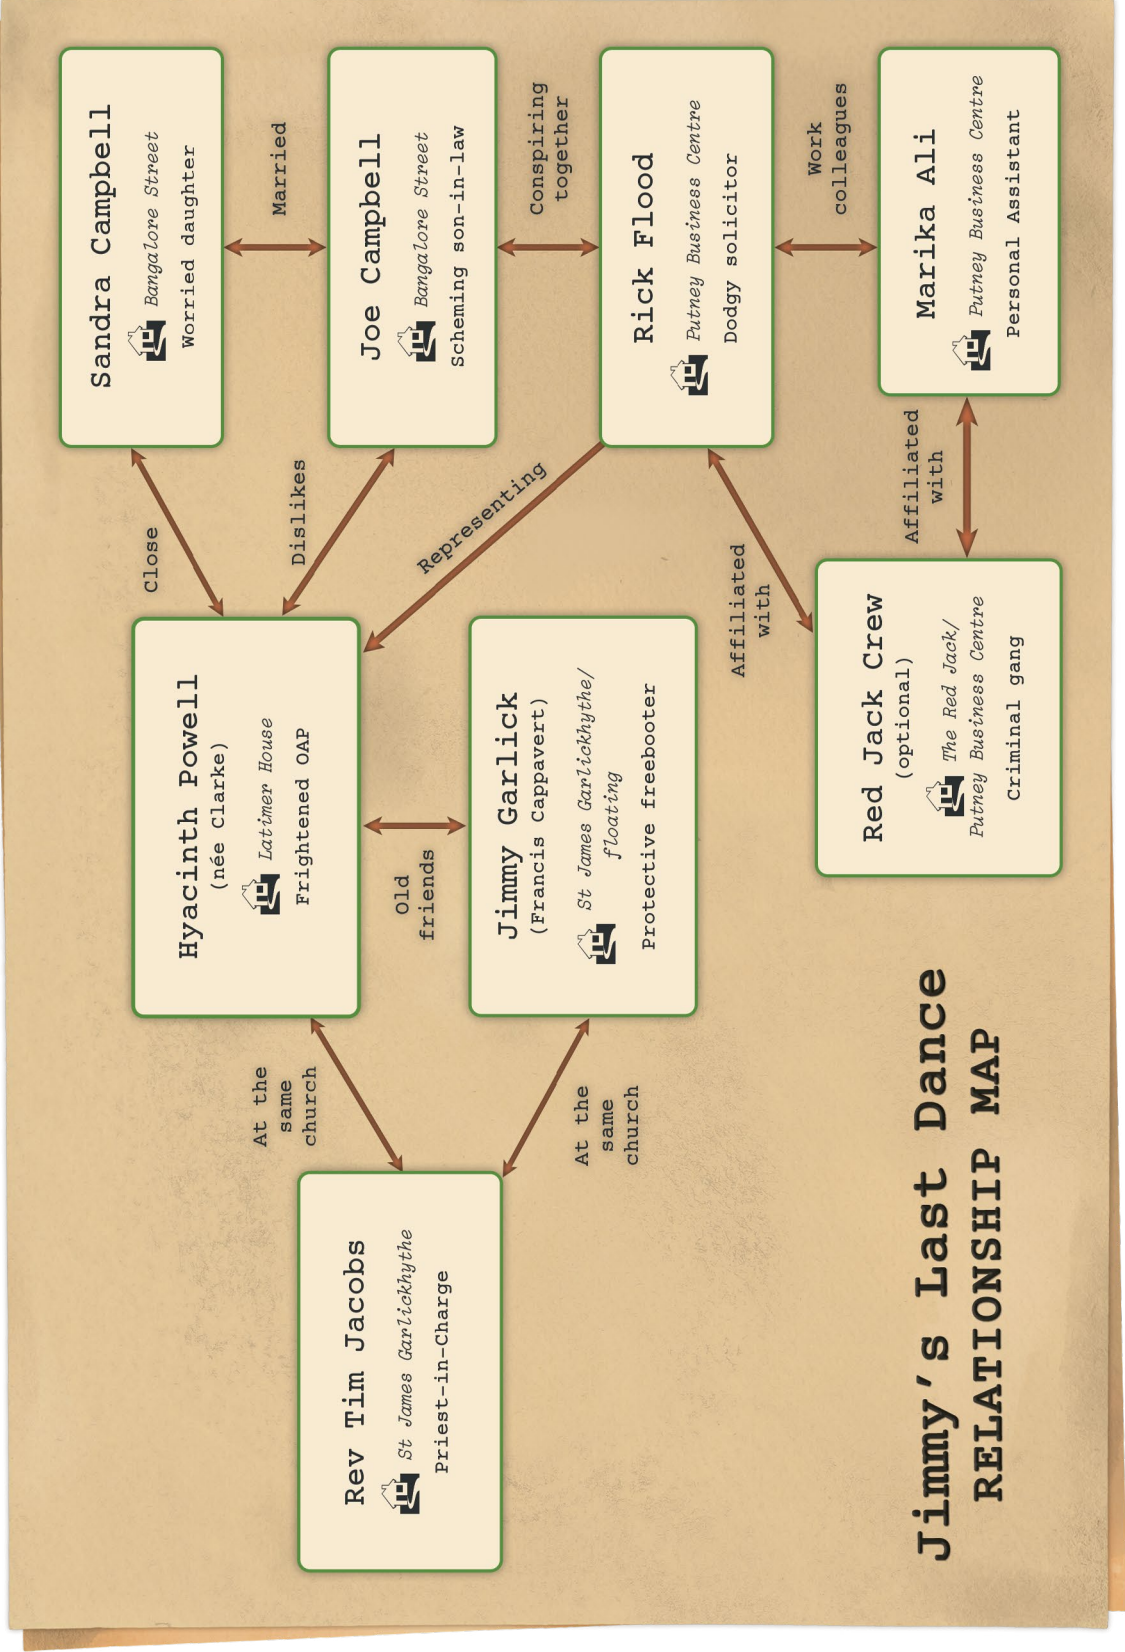 Sandra Campbell
Bangalore Street
Worried daughter
Married
Joe Campbell
Bangalore Street
Scheming son-in-law
Conspiring
together
Rick Flood
Putney Business Centre
Dodgy solicitor
Work
colleagues
Marika Ali
Putney Business Centre
Personal Assistant
Close
Dislikes
Representing
Affiliated
with
Affiliated
with
Hyacinth Powell
(née Clarke)
Latimer House
Frightened OAP
Old
friends
Jimmy Garlick
(Francis Cappavert)
St James Garlickhythe/
floating
Protective freebooter
Red Jack Crew
(optional)
The Red Jack/
Putney Business Centre
Criminal gang
At the
same
church
At the
same
church
Rev Tim Jacobs
St James Garlickhythe
Priest-in-Charge
Jimmy’s Last Dance
RELATIONSHIP MAP